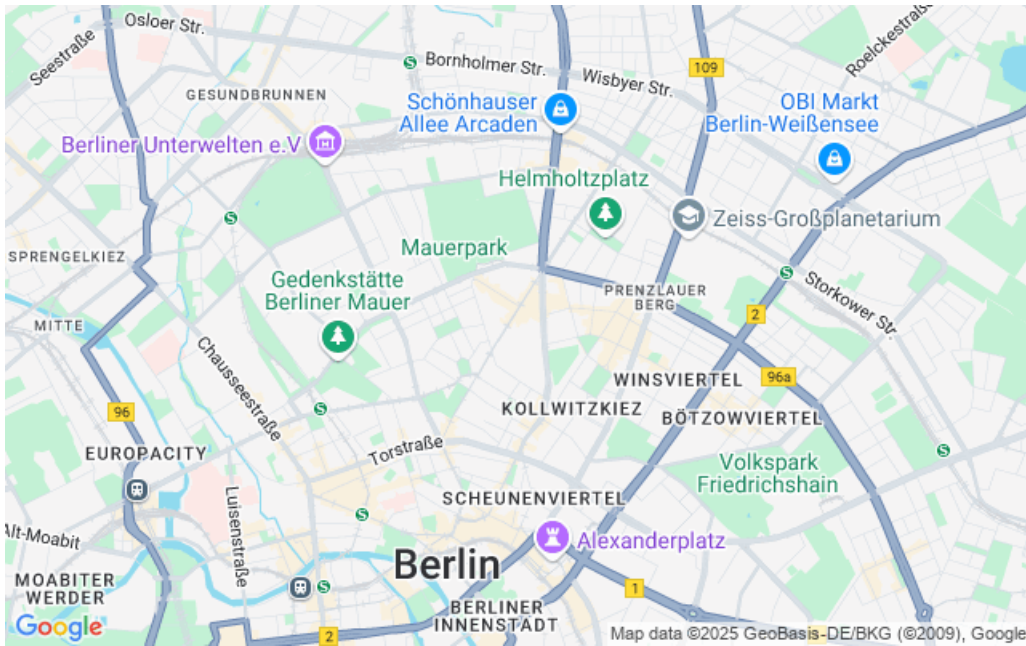 Osloer Str.
Seestraße
Bornholmer Str.
Wisbyer Str.
109
Roelckestraße
GESUNDBRUNNEN
Schönhauser
Allee Arcaden
OBI Markt
Berlin-Weißensee
Berliner Unterwelten e.V
Helmholtzplatz
Zeiss-Großplanetarium
Mauerpark
SPRENGELKIEZ
Gedenkstätte
Berliner Mauer
PRENZLAUER
BERG
Storkower Str.
MITTE
2
Chausseestraße
WINSVIERTEL
96a
96
KOLLWITZKIEZ
BÖTZOWVIERTEL
EUROPACITY
Torstraße
Volkspark
Friedrichshain
Luisenstraße
SCHEUNENVIERTEL
Alt-Moabit
Alexanderplatz
Berlin
MOABITER
WERDER
1
BERLINER
INNENSTADT
Google
2
Map data ©2025 GeoBasis-DE/BKG (©2009), Google
S
S
S
S
S
S
S